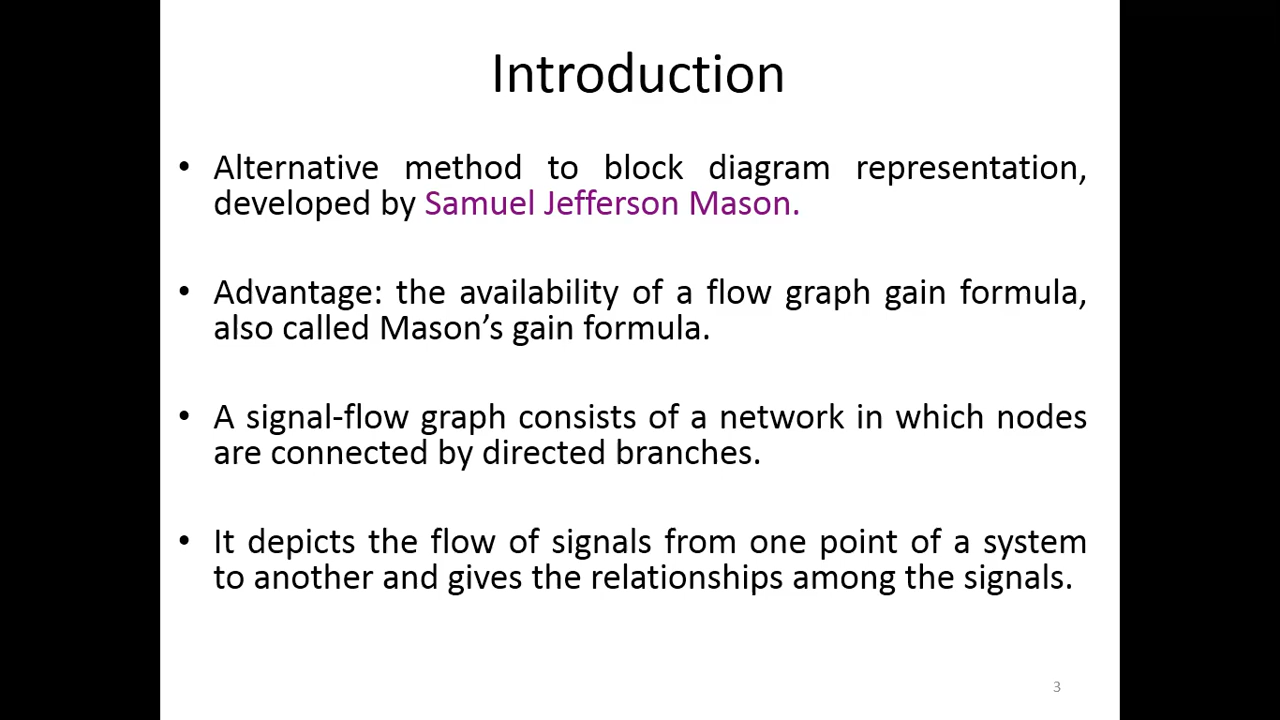 Introduction
• Alternative method to block diagram representation,
developed by Samuel Jefferson Mason.
• Advantage: the availability of a flow graph gain formula,
also called Mason’s gain formula.
• A signal-flow graph consists of a network in which nodes
are connected by directed branches.
• It depicts the flow of signals from one point of a system
to another and gives the relationships among the signals.
3